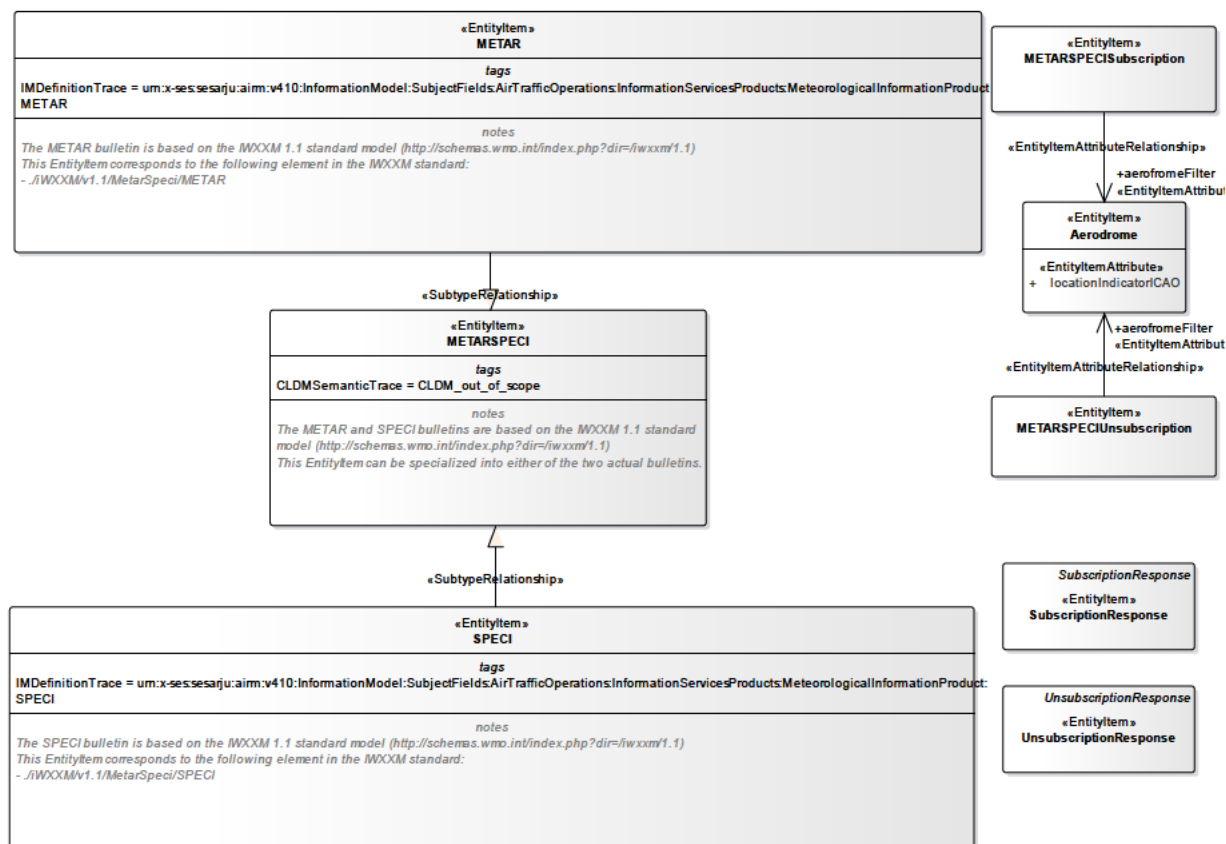 «EntityItem»
METAR
tags
IMDefinitionTrace = urn:x-ses:sesarju:airm:v410:InformationModel:SubjectFields:AirTrafficOperations:InformationServicesProducts:MeteorologicalInformationProduct
METAR
notes
The METAR bulletin is based on the IWXXM 1.1 standard model (http://schemas.wmo.int/index.php?dir=/iwxxm/1.1)
This EntityItem corresponds to the following element in the IWXXM standard:
- ./iWXXM/v1.1/MetarSpeci/METAR
«SubtypeRelationship»
«EntityItem»
METARSPECI
tags
CLDMSemanticTrace = CLDM_out_of_scope
notes
The METAR and SPECI bulletins are based on the IWXXM 1.1 standard
model (http://schemas.wmo.int/index.php?dir=/iwxxm/1.1)
This EntityItem can be specialized into either of the two actual bulletins.
«SubtypeRelationship»
«EntityItem»
SPECI
tags
IMDefinitionTrace = urn:x-ses:sesarju:airm:v410:InformationModel:SubjectFields:AirTrafficOperations:InformationServicesProducts:MeteorologicalInformationProduct:
SPECI
notes
The SPECI bulletin is based on the IWXXM 1.1 standard model (http://schemas.wmo.int/index.php?dir=/iwxxm/1.1)
This EntityItem corresponds to the following element in the IWXXM standard:
- ./iWXXM/v1.1/MetarSpeci/SPECI
«EntityItem»
METARSPECISubscription
«EntityItemAttributeRelationship»
+aerofromeFilter
«EntityItemAttribut
«EntityItem»
Aerodrome
«EntityItemAttribute»
+ locationIndicatorICAO
+aerofromeFilter
«EntityItemAttribut
«EntityItemAttributeRelationship»
«EntityItem»
METARSPECIUnsubscription
SubscriptionResponse
«EntityItem»
SubscriptionResponse
UnsubscriptionResponse
«EntityItem»
UnsubscriptionResponse